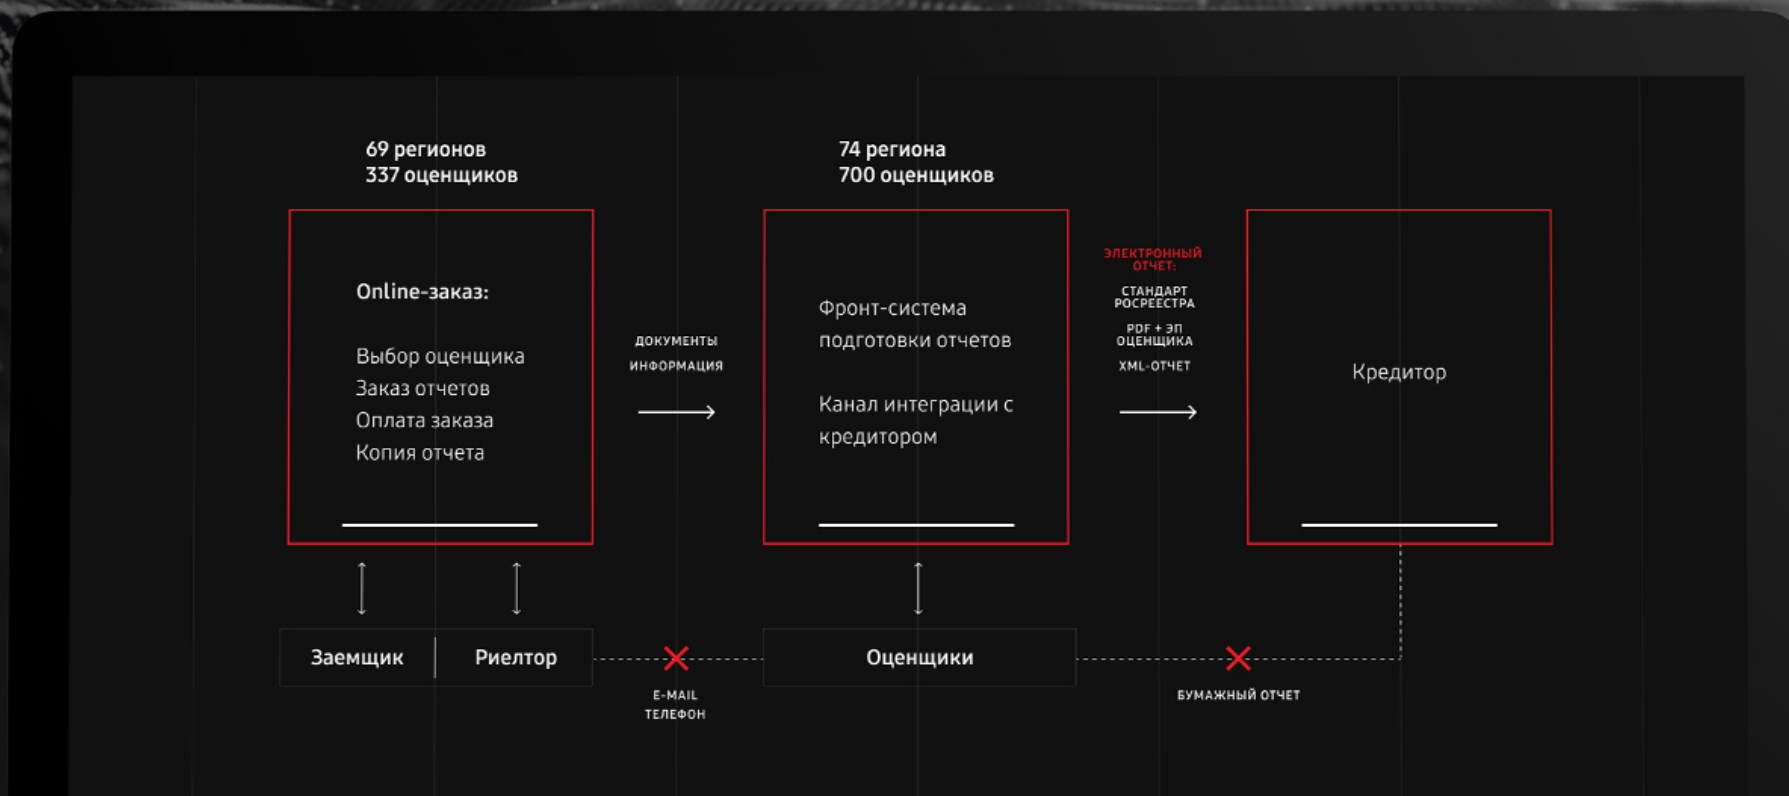 69 регионов
337 оценщиков
74 региона
700 оценщиков
Online-заказ:
Выбор оценщика
Заказ отчетов
Оплата заказа
Копия отчета
ДОКУМЕНТЫ
ИНФОРМАЦИЯ
Фронт-система
подготовки отчетов
Канал интеграции с
кредитором
ЭЛЕКТРОННЫЙ
ОТЧЕТ:
СТАНДАРТ
РОСРЕЕСТРА
PDF + ЭП
ОЦЕНЩИКА
XML-ОТЧЕТ
Кредитор
Заемщик
Риелтор
E-MAIL
ТЕЛЕФОН
Оценщики
БУМАЖНЫЙ ОТЧЕТ